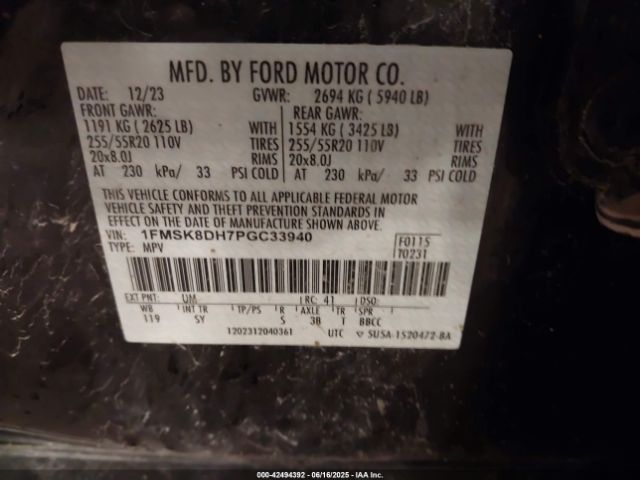 MFD. BY FORD MOTOR CO.
DATE: 12/23 GVWR: 2694 KG ( 5940 LB)
FRONT GAWR: REAR GAWR:
1191 KG ( 2625 LB) WITH 1554 KG ( 3425 LB) WITH
255/55R20 110V TIRES 255/55R20 110V TIRES
20x8.0J RIMS 20x8.0J RIMS
AT 230 kPa/ 33 PSI COLD AT 230 kPa/ 33 PSI COLD
THIS VEHICLE CONFORMS TO ALL APPLICABLE FEDERAL MOTOR
VEHICLE SAFETY AND THEFT PREVENTION STANDARDS IN
EFFECT ON THE DATE OF MANUFACTURE SHOWN ABOVE.
VIN: 1FMSK8DH7PGC33940 F0115
TYPE: MPV T0231
EXT PNT: UM RC: 41 DSO:
WB INT TR TP/PS R AXLE TR SPR
119 5Y S 3B T BBCC
1202312040361 UTC ▽ SU5A-1520472-BA
000-42494392 - 06/16/2025 - IAA Inc.